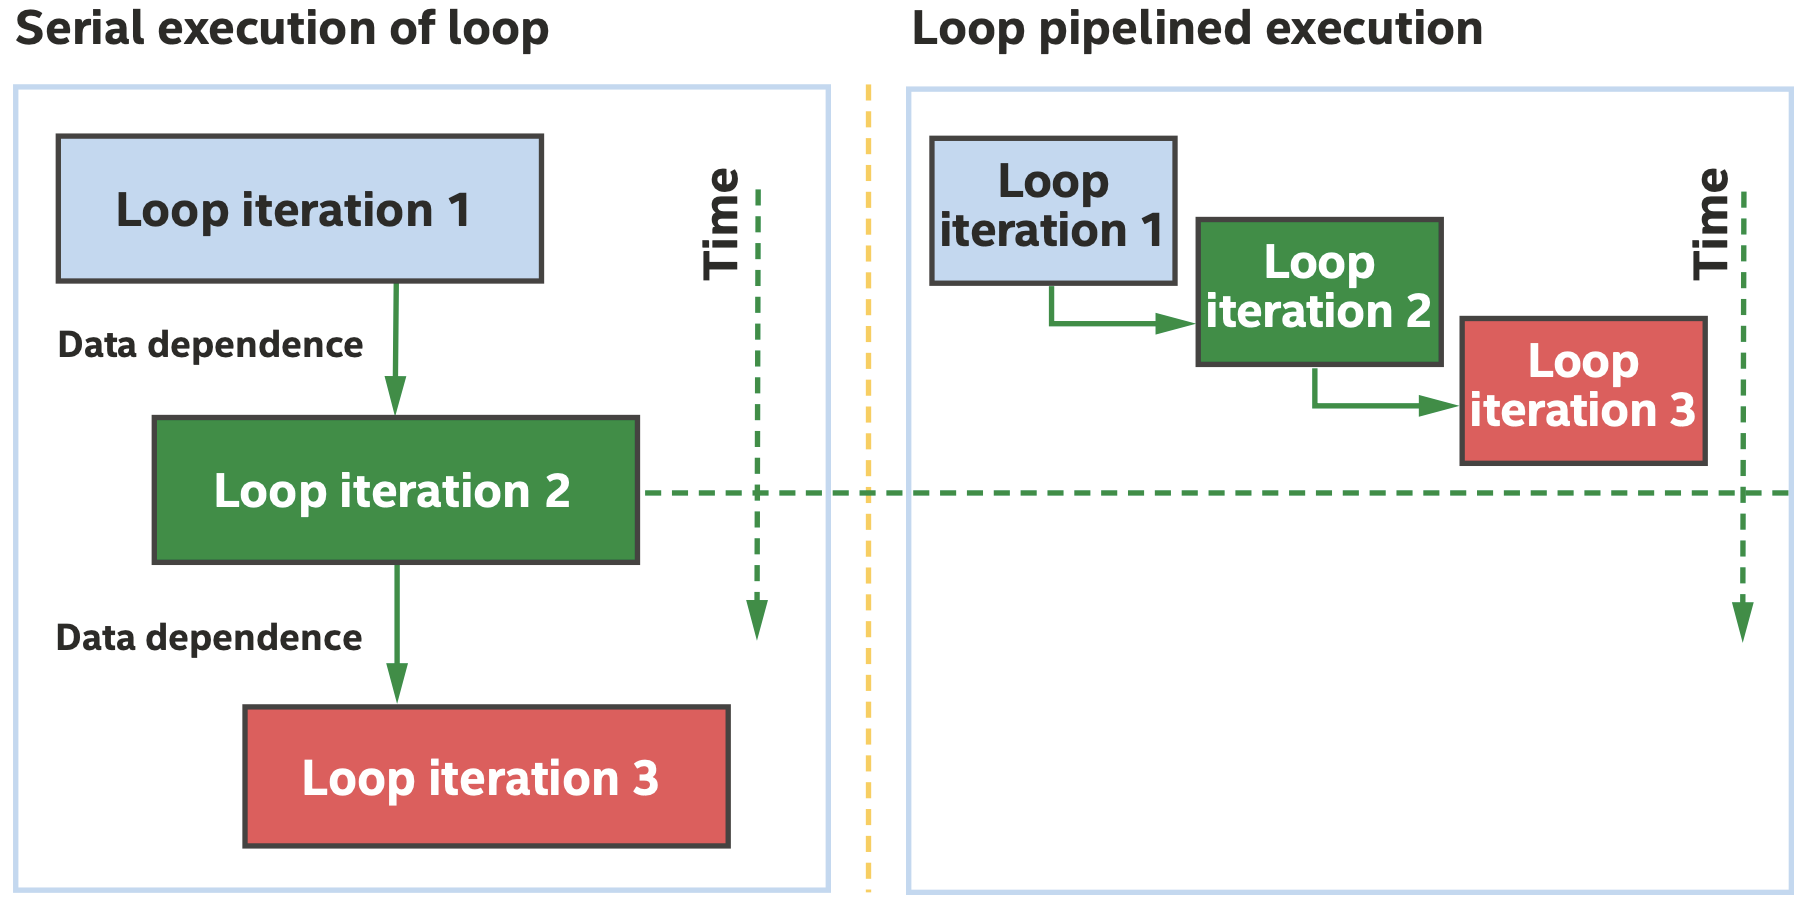 Serial execution of loop
Loop iteration 1
Data dependence
Loop iteration 2
Data dependence
Loop iteration 3
Time
Loop pipelined execution
Loop
iteration 1
Loop
iteration 2
Loop
iteration 3
Time